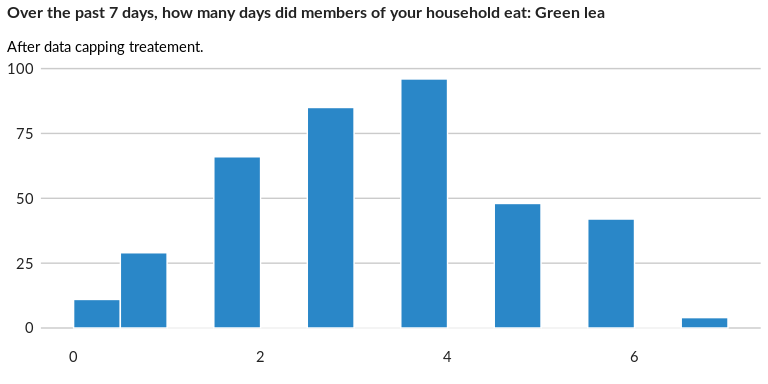 Over the past 7 days, how many days did members of your household eat: Green lea
After data capping treatement.
100
75
50
25
0
0 2 4 6